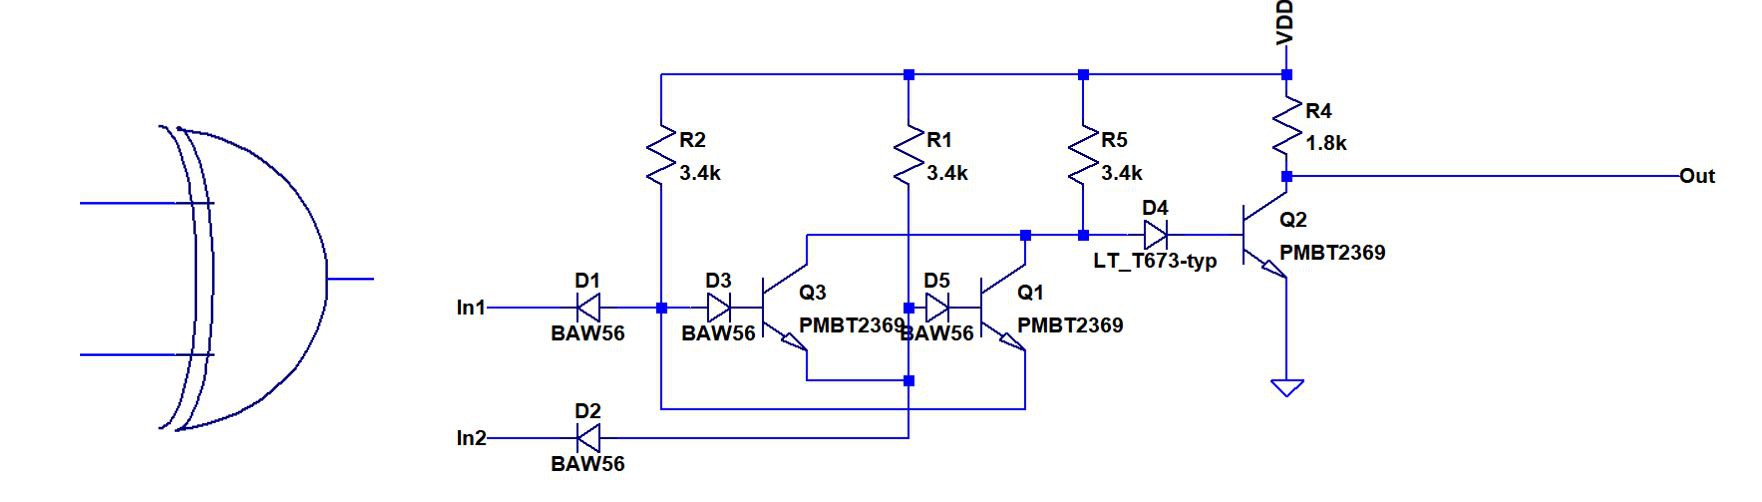 VDD
R2
3.4k
R1
3.4k
R5
3.4k
R4
1.8k
Out
D4
LT_T673-typ
Q2
PMBT2369
In1
D1
BAW56
D3
BAW56
Q3
PMBT2369
D5
BAW56
Q1
PMBT2369
In2
D2
BAW56